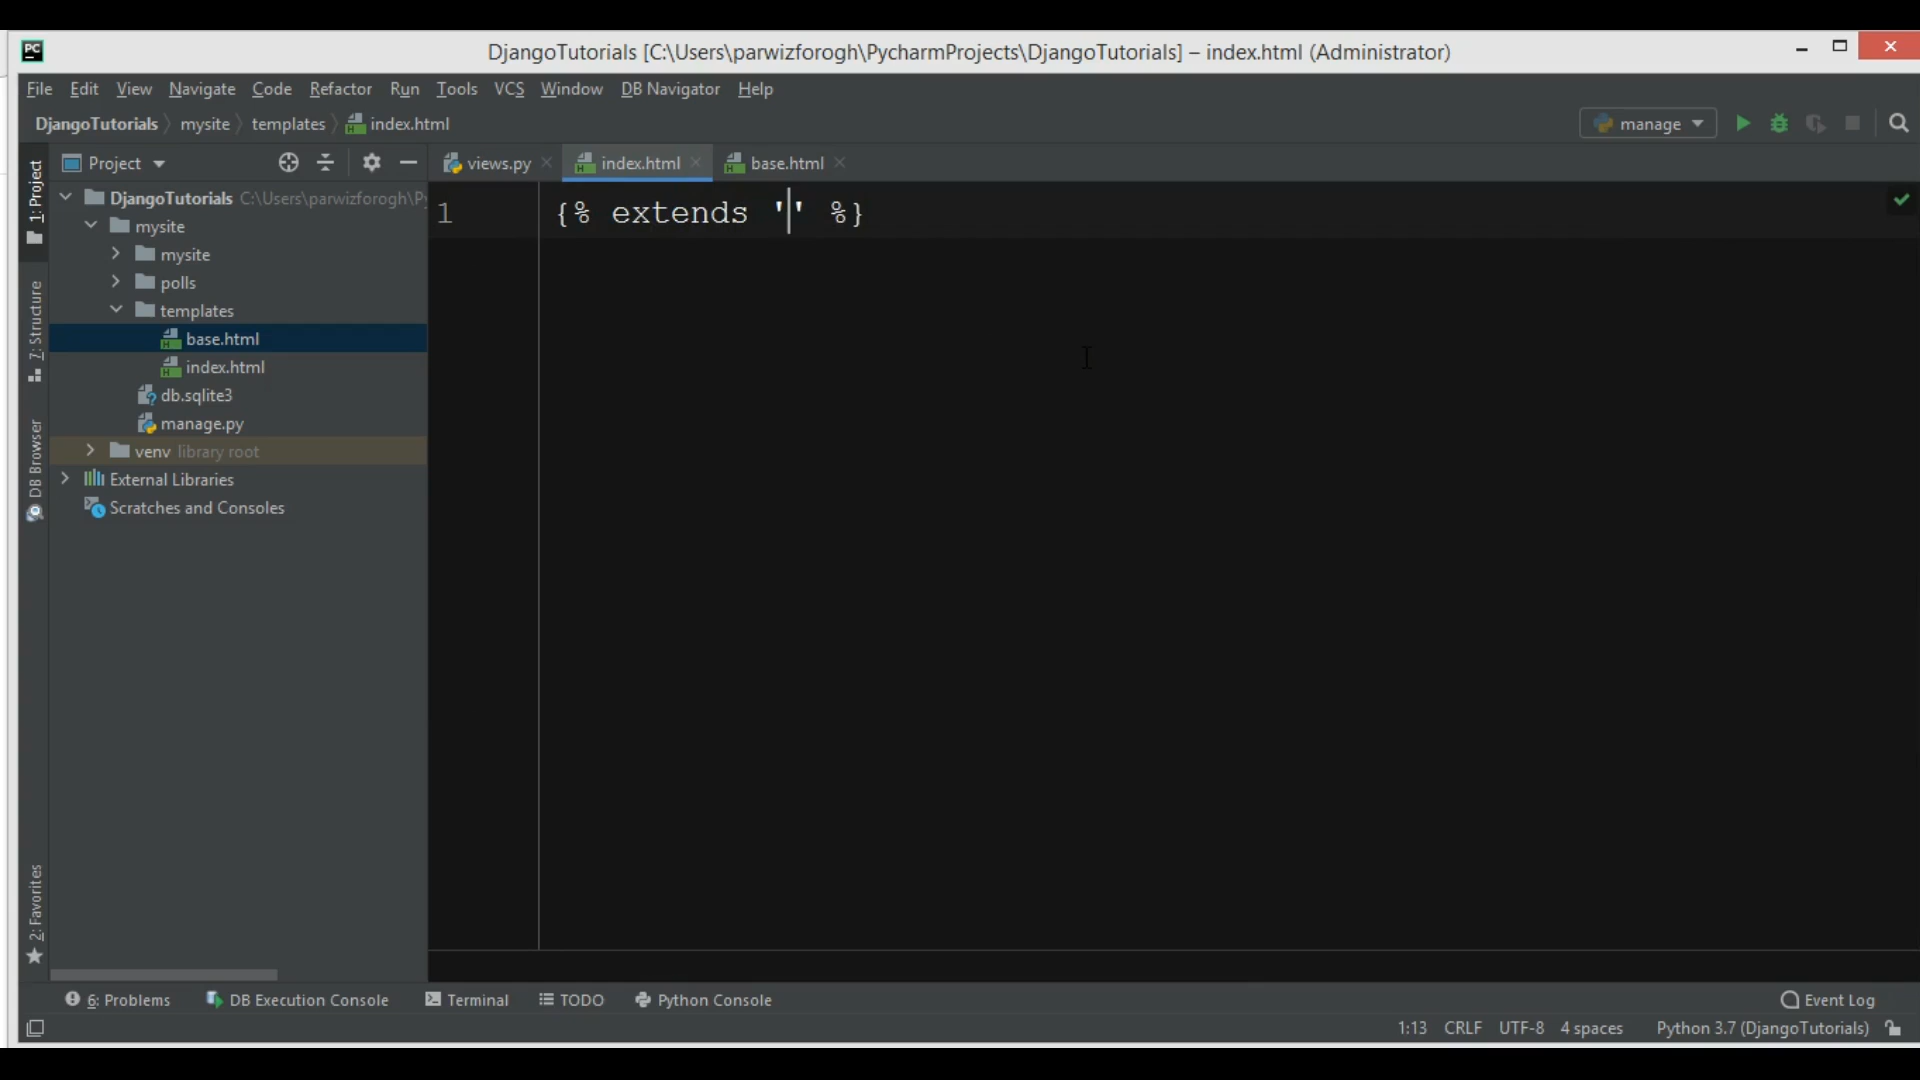 PC
DjangoTutorials [C:\Users\parwizforogh\PycharmProjects\DjangoTutorials] – index.html (Administrator)
File Edit View Navigate Code Refactor Run Tools VCS Window DB Navigator Help
DjangoTutorials mysite templates index.html
manage
1: Project
7: Structure
DB Browser
2: Favorites
Project
DjangoTutorials C:\Users\parwizforogh\Py
mysite
mysite
polls
templates
base.html
index.html
db.sqlite3
manage.py
venv library root
External Libraries
Scratches and Consoles
views.py index.html base.html
1 {% extends '' %}
6: Problems DB Execution Console Terminal TODO Python Console Event Log
1:13 CRLF UTF-8 4 spaces Python 3.7 (DjangoTutorials)